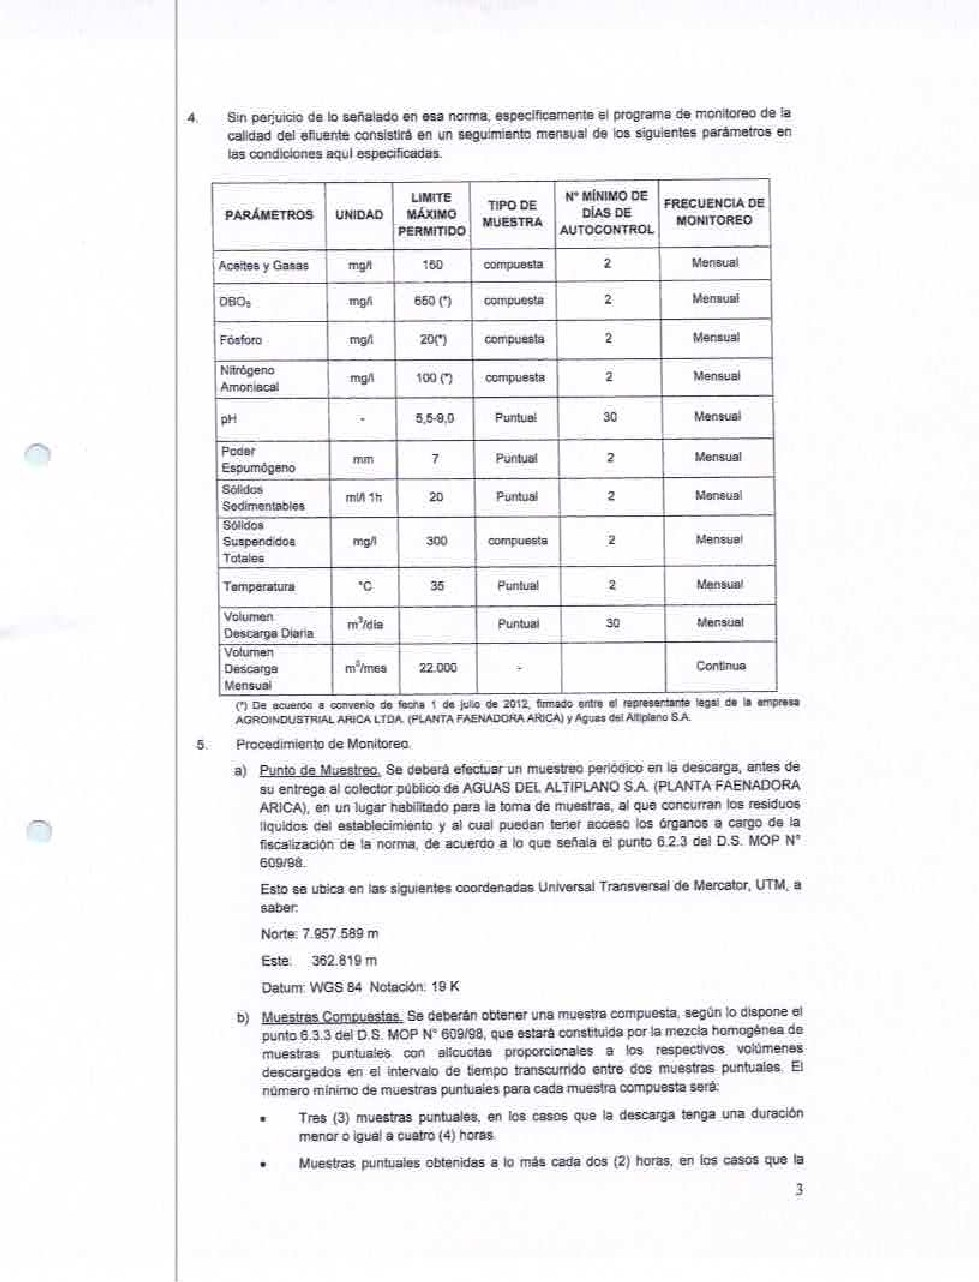 4. Sin perjuicio de lo señalado en esa norma, específicamente el programa de monitoreo de la
calidad del efluente consistirá en un seguimiento mensual de los siguientes parámetros en
las condiciones aquí especificadas.
PARÁMETROS UNIDAD LIMITE MÁXIMO PERMITIDO TIPO DE MUESTRA N° MÍNIMO DE DÍAS DE AUTOCONTROL FRECUENCIA DE MONITOREO
Aceites y Gasas mg/l 150 compuesta 2 Mensual
DBO₅ mg/l 650 (*) compuesta 2 Mensual
Fósforo mg/l 20(*) compuesta 2 Mensual
Nitrógeno Amoniacal mg/l 100 (*) compuesta 2 Mensual
pH - 5,5-9,0 Puntual 30 Mensual
Poder Espumógeno mm 7 Puntual 2 Mensual
Sólidos Sedimentables ml/l 1h 20 Puntual 2 Mensual
Sólidos Suspendidos Totales mg/l 300 compuesta 2 Mensual
Temperatura °C 35 Puntual 2 Mensual
Volumen Descarga Diaria m³/día Puntual 30 Mensual
Volumen Descarga Mensual m³/mes 22.000 - Continua
(*) De acuerdo a convenio de fecha 1 de julio de 2012, firmado entre el representante legal de la empresa
AGROINDUSTRIAL ARICA LTDA. (PLANTA FAENADORA ARICA) y Aguas del Altiplano S.A.
5. Procedimiento de Monitoreo.
a) Punto de Muestreo. Se deberá efectuar un muestreo periódico en la descarga, antes de
su entrega al colector público de AGUAS DEL ALTIPLANO S.A. (PLANTA FAENADORA
ARICA), en un lugar habilitado para la toma de muestras, al que concurran los residuos
líquidos del establecimiento y al cual puedan tener acceso los órganos a cargo de la
fiscalización de la norma, de acuerdo a lo que señala el punto 6.2.3 del D.S. MOP N°
609/98.
Esto se ubica en las siguientes coordenadas Universal Transversal de Mercator, UTM, a
saber:
Norte: 7.957.589 m
Este: 362.819 m
Datum: WGS 84 Notación: 19 K
b) Muestras Compuestas. Se deberán obtener una muestra compuesta, según lo dispone el
punto 6.3.3 del D.S. MOP N° 609/98, que estará constituida por la mezcla homogénea de
muestras puntuales con alícuotas proporcionales a los respectivos volúmenes
descargados en el intervalo de tiempo transcurrido entre dos muestras puntuales. El
número mínimo de muestras puntuales para cada muestra compuesta será:
• Tres (3) muestras puntuales, en los casos que la descarga tenga una duración
menor o igual a cuatro (4) horas.
• Muestras puntuales obtenidas a lo más cada dos (2) horas, en los casos que la
3